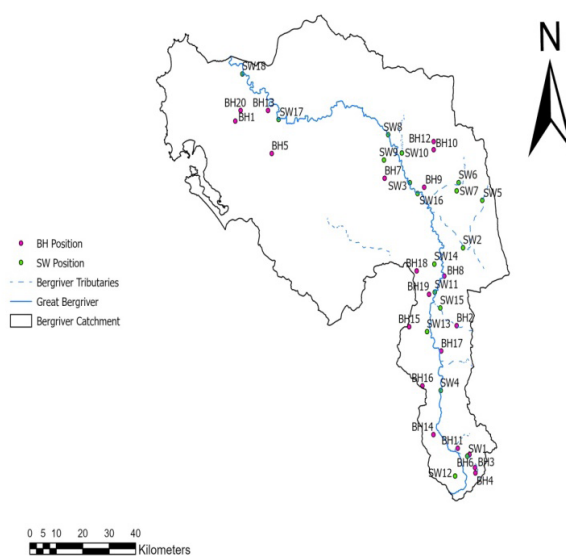 N
SW18
BH20 BH13
BH1
SW17
BH5
SW8
BH12
BH10
SW9
SW10
BH7
SW3
BH9
SW6
SW7
SW5
SW16
SW2
SW14
BH18
BH8
BH19
SW11
SW15
BH15
SW13
BH2
BH17
BH16
SW4
BH14
BH11
SW1
BH6
BH3
SW12
BH4
BH Position
SW Position
Bergriver Tributaries
Great Bergriver
Bergriver Catchment
0 5 10 20 30 40
Kilometers